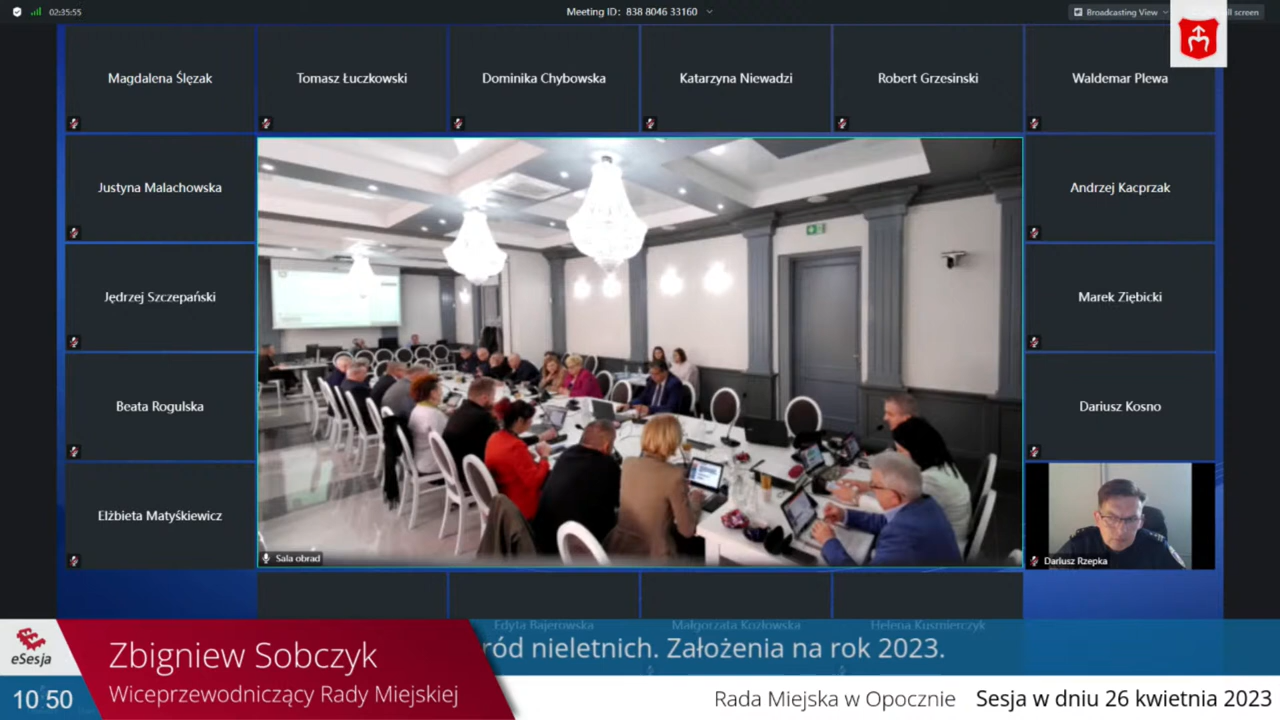 02:35:55
Meeting ID: 838 8046 33160
Broadcasting View
screen
Magdalena Ślęzak
Tomasz Łuczkowski
Dominika Chybowska
Katarzyna Niewadzi
Robert Grzesinski
Waldemar Plewa
Justyna Malachowska
Andrzej Kacprzak
Jędrzej Szczepański
Marek Ziębicki
Beata Rogulska
Dariusz Kosno
Elżbieta Matyśkiewicz
Sala obrad
Dariusz Rzepka
Edyta Bajerowska
Małgorzata Kozłowska
Helena Kuśmierczyk
eSesja
Zbigniew Sobczyk
ród nieletnich. Założenia na rok 2023.
Wiceprzewodniczący Rady Miejskiej
10:50
Rada Miejska w Opocznie Sesja w dniu 26 kwietnia 2023